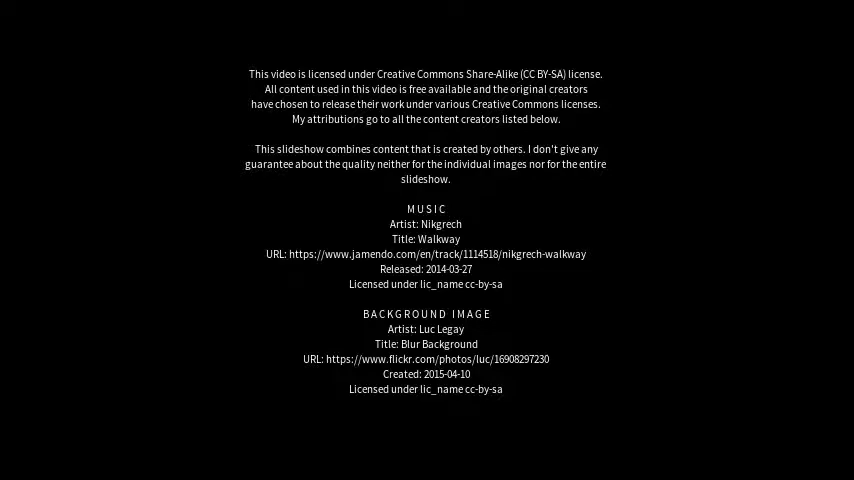 This video is licensed under Creative Commons Share-Alike (CC BY-SA) license.
All content used in this video is free available and the original creators
have chosen to release their work under various Creative Commons licenses.
My attributions go to all the content creators listed below.
This slideshow combines content that is created by others. I don't give any
guarantee about the quality neither for the individual images nor for the entire
slideshow.
MUSIC
Artist: Nikgrech
Title: Walkway
URL: https://www.jamendo.com/en/track/1114518/nikgrech-walkway
Released: 2014-03-27
Licensed under lic_name cc-by-sa
BACKGROUND IMAGE
Artist: Luc Legay
Title: Blur Background
URL: https://www.flickr.com/photos/luc/16908297230
Created: 2015-04-10
Licensed under lic_name cc-by-sa